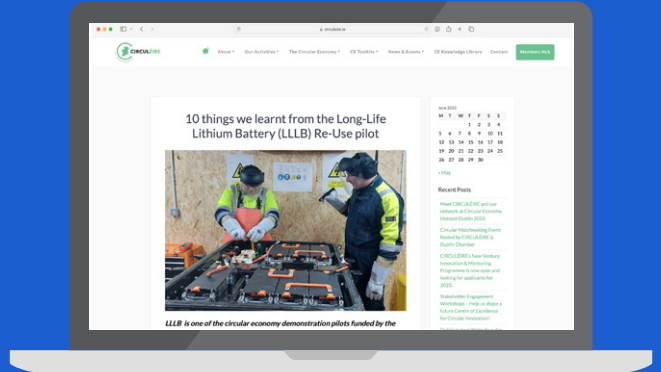 circuleire.ie
CIRCULÉIRE
About
Our Activities
The Circular Economy
CE Toolkits
News & Events
CE Knowledge Library
Contact
Members Hub
10 things we learnt from the Long-Life
Lithium Battery (LLLB) Re-Use pilot
LLLB is one of the circular economy demonstration pilots funded by the
June 2023
M T W T F S S
1 2 3 4
5 6 7 8 9 10 11
12 13 14 15 16 17 18
19 20 21 22 23 24 25
26 27 28 29 30
« May
Recent Posts
Meet CIRCULÉIRE and our
network at Circular Economy
Hotspot Dublin 2023
Circular Matchmaking Event
hosted by CIRCULÉIRE &
Dublin Chamber
CIRCULÉIRE's New Venture
Innovation & Mentoring
Programme is now open and
looking for applicants for
2023
Stakeholder Engagement
Workshops – Help us shape a
future Centre of Excellence
for Circular Innovation!